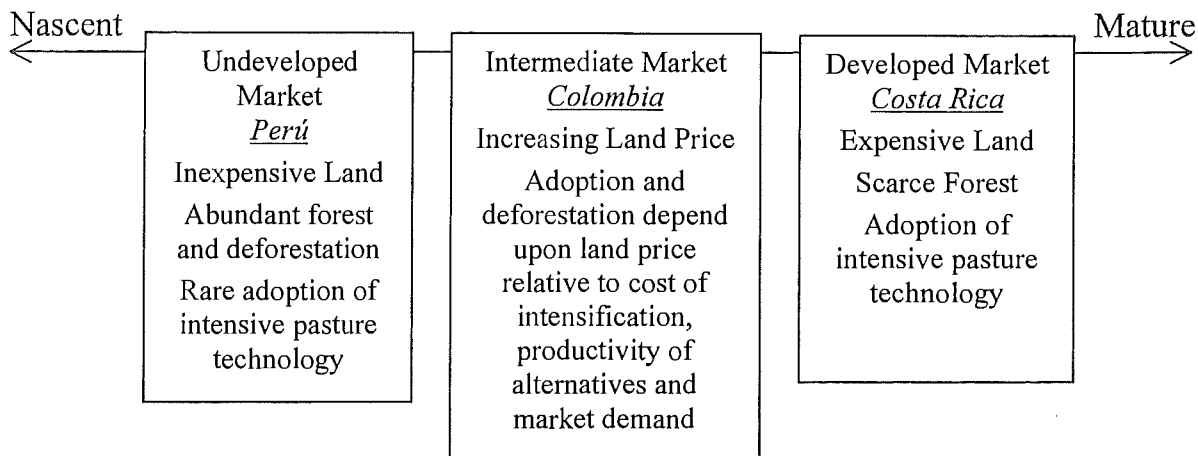 Nascent
Mature
Undeveloped
Market
Perú
Inexpensive Land
Abundant forest
and deforestation
Rare adoption of
intensive pasture
technology
Intermediate Market
Colombia
Increasing Land Price
Adoption and
deforestation depend
upon land price
relative to cost of
intensification,
productivity of
alternatives and
market demand
Developed Market
Costa Rica
Expensive Land
Scarce Forest
Adoption of
intensive pasture
technology